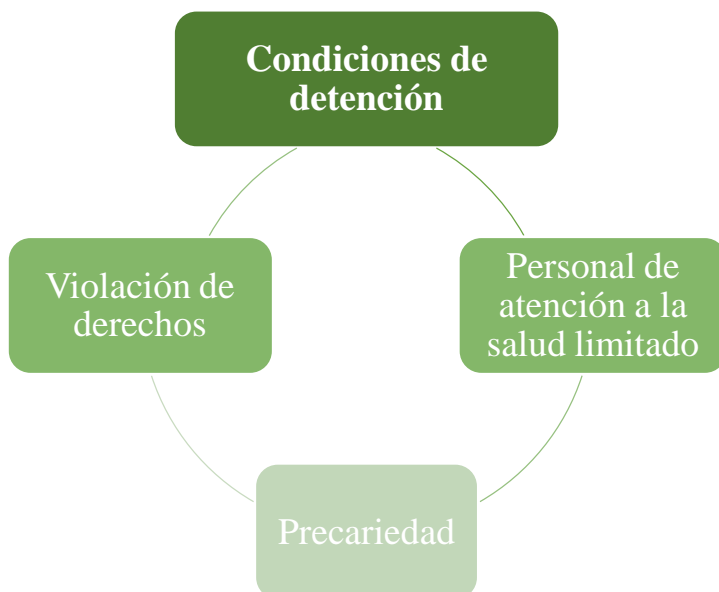 Condiciones de
detención
Violación de
derechos
Personal de
atención a la
salud limitado
Precariedad